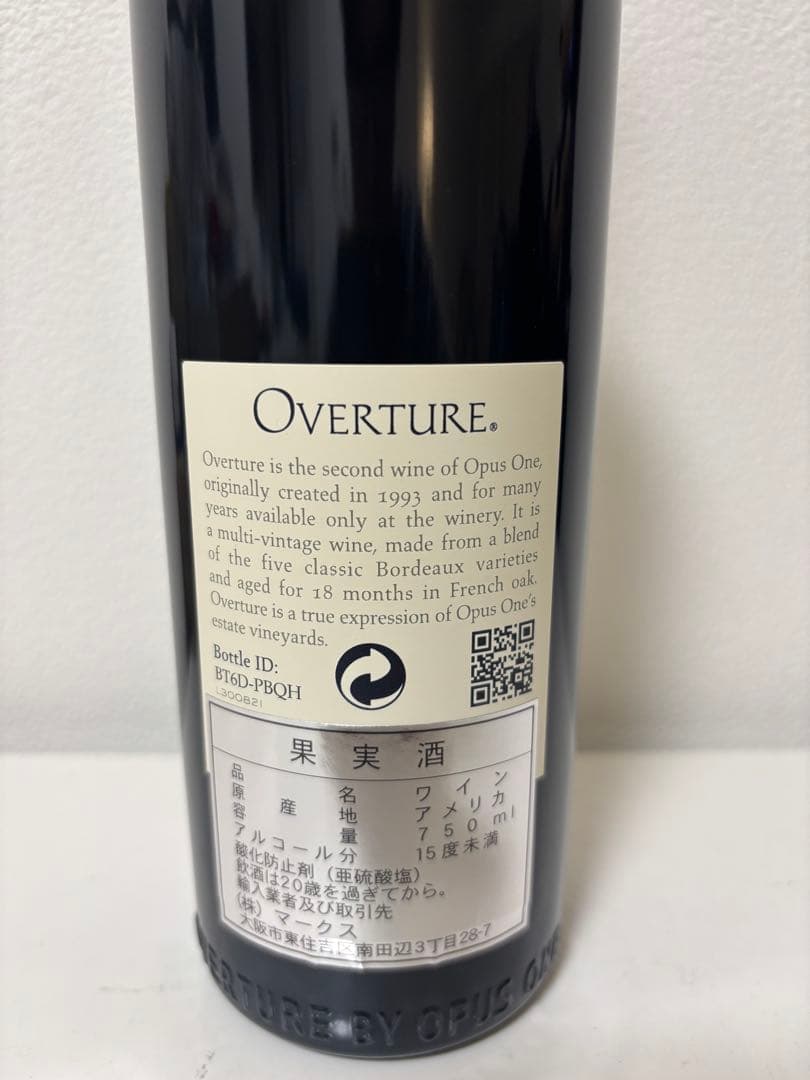 OVERTURE®
Overture is the second wine of Opus One,
originally created in 1993 and for many
years available only at the winery. It is
a multi-vintage wine, made from a blend
of the five classic Bordeaux varieties
and aged for 18 months in French oak.
Overture is a true expression of Opus One's
estate vineyards.
Bottle ID:
BT6D-PBQH
L300821
果実酒
品名 ワイン
原産地 アメリカ
容量 750ml
アルコール分 15度未満
酸化防止剤（亜硫酸塩）
飲酒は20歳を過ぎてから。
輸入業者及び取引先
(株) マークス
大阪市東住吉区南田辺3丁目28-7
OVERTURE BY OPUS ONE